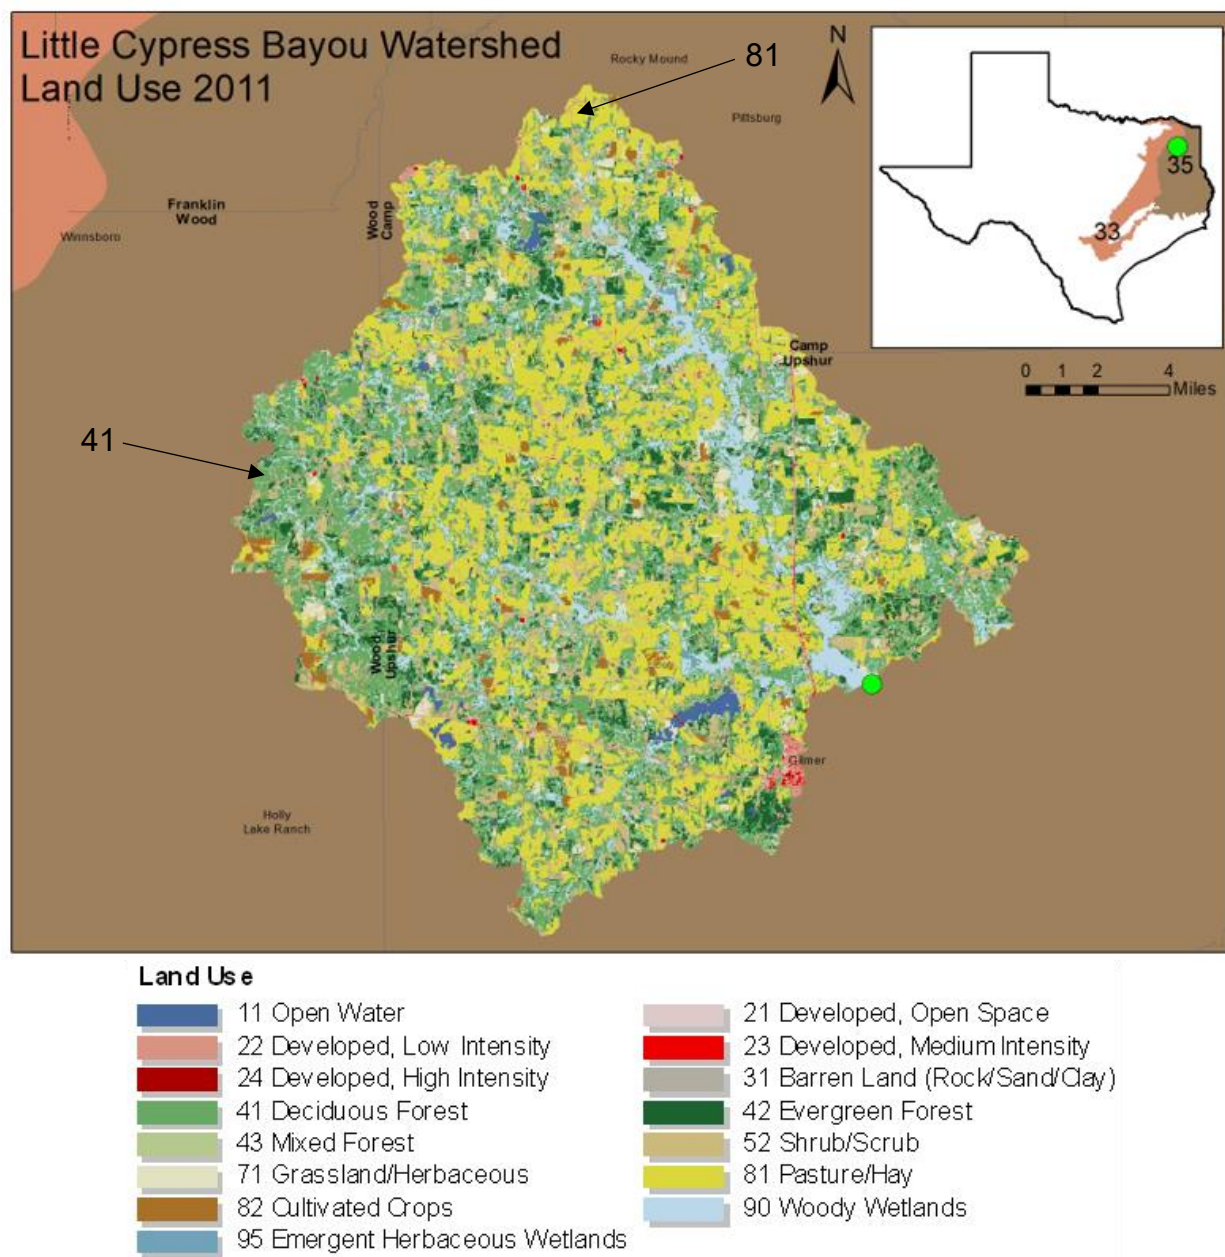 Little Cypress Bayou Watershed
Land Use 2011
Rocky Mound
81
N
Pittsburg
35
33
Franklin
Wood
Winnsboro
Wood
Camp
Camp
Upshur
0 1 2 4
Miles
41
Wood
Upshur
Gilmer
Holly
Lake Ranch
Land Use
11 Open Water
21 Developed, Open Space
22 Developed, Low Intensity
23 Developed, Medium Intensity
24 Developed, High Intensity
31 Barren Land (Rock/Sand/Clay)
41 Deciduous Forest
42 Evergreen Forest
43 Mixed Forest
52 Shrub/Scrub
71 Grassland/Herbaceous
81 Pasture/Hay
82 Cultivated Crops
90 Woody Wetlands
95 Emergent Herbaceous Wetlands